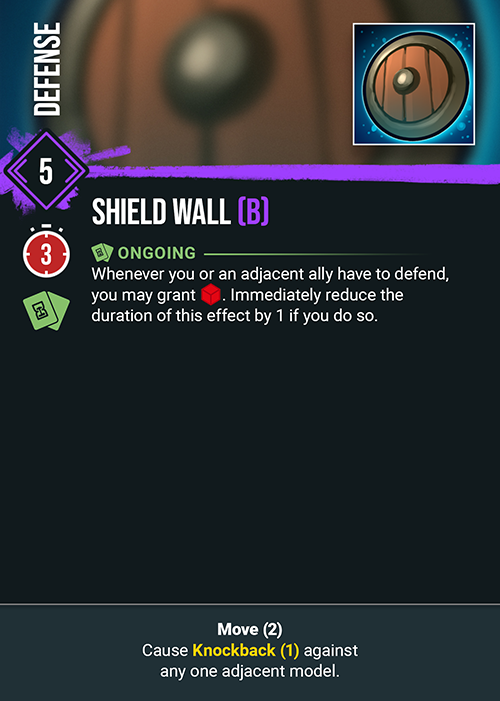 DEFENSE
5
SHIELD WALL (B)
3
ONGOING
Whenever you or an adjacent ally have to defend,
you may grant . Immediately reduce the
duration of this effect by 1 if you do so.
Move (2)
Cause Knockback (1) against
any one adjacent model.